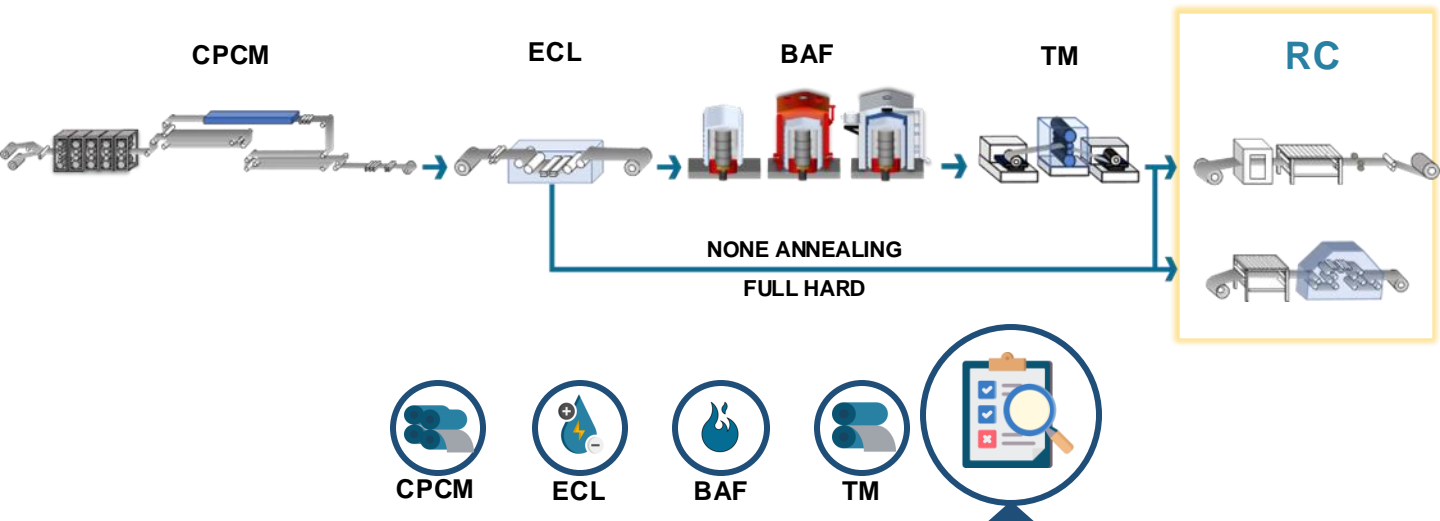 CPCM
ECL
BAF
TM
RC
NONE ANNEALING
FULL HARD
CPCM
ECL
BAF
TM